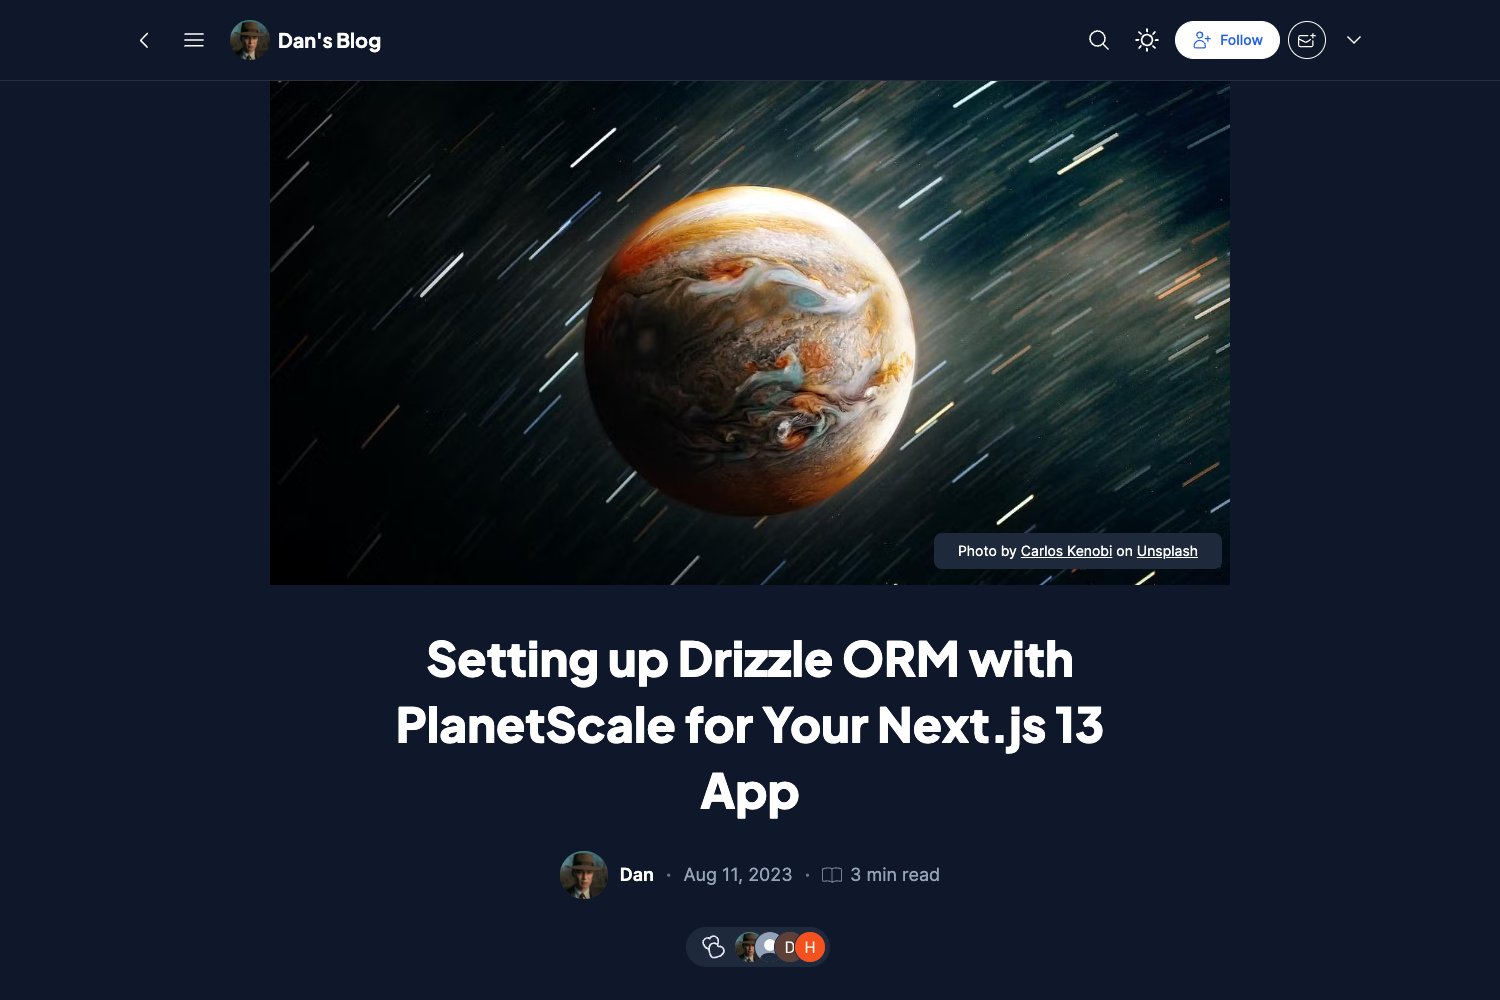 Dan's Blog
Follow
Photo by Carlos Kenobi on Unsplash
Setting up Drizzle ORM with
PlanetScale for Your Next.js 13
App
Dan · Aug 11, 2023 · 3 min read
D H